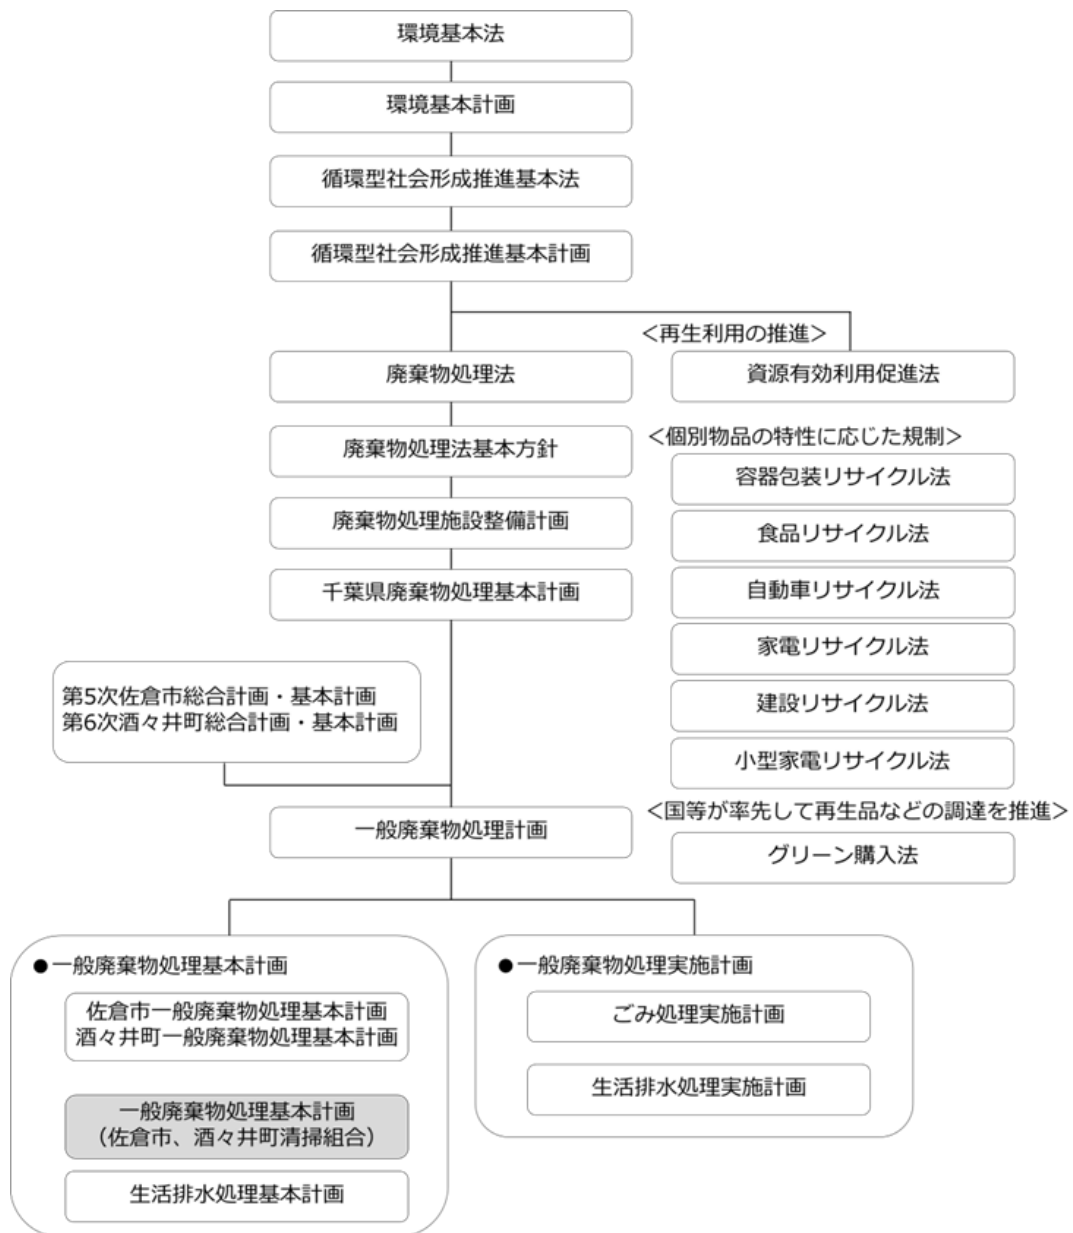 環境基本法
環境基本計画
循環型社会形成推進基本法
循環型社会形成推進基本計画
＜再生利用の推進＞
廃棄物処理法
資源有効利用促進法
廃棄物処理法基本方針
＜個別物品の特性に応じた規制＞
容器包装リサイクル法
廃棄物処理施設整備計画
食品リサイクル法
千葉県廃棄物処理基本計画
自動車リサイクル法
家電リサイクル法
第5次佐倉市総合計画・基本計画
第6次酒々井町総合計画・基本計画
建設リサイクル法
小型家電リサイクル法
＜国等が率先して再生品などの調達を推進＞
一般廃棄物処理計画
グリーン購入法
●一般廃棄物処理基本計画
佐倉市一般廃棄物処理基本計画
酒々井町一般廃棄物処理基本計画
一般廃棄物処理基本計画
（佐倉市、酒々井町清掃組合）
生活排水処理基本計画
●一般廃棄物処理実施計画
ごみ処理実施計画
生活排水処理実施計画